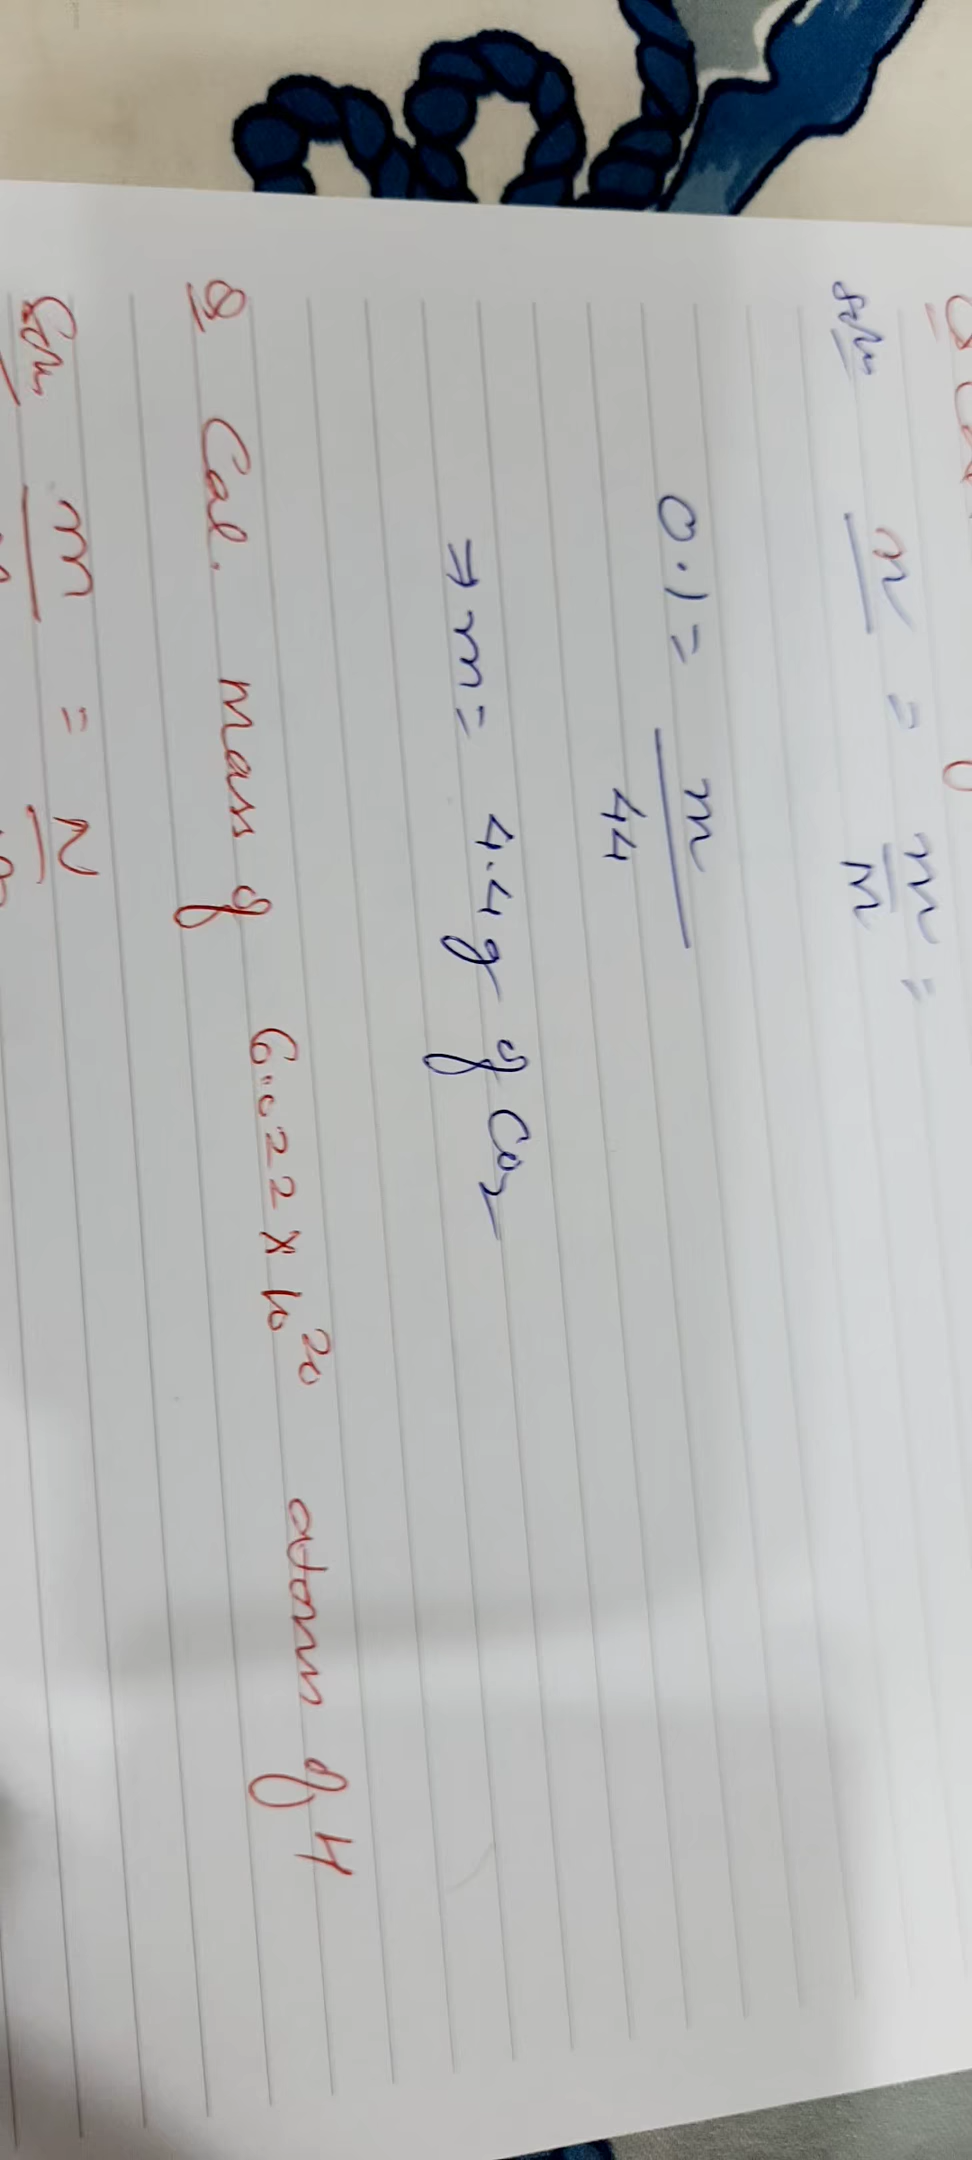 Soln n = m/M =
0.1 = m/44
⇒ m = 4.4 g of CO2
Q Cal. mass of 6.022 × 10^20 atoms of H
Soln m = N